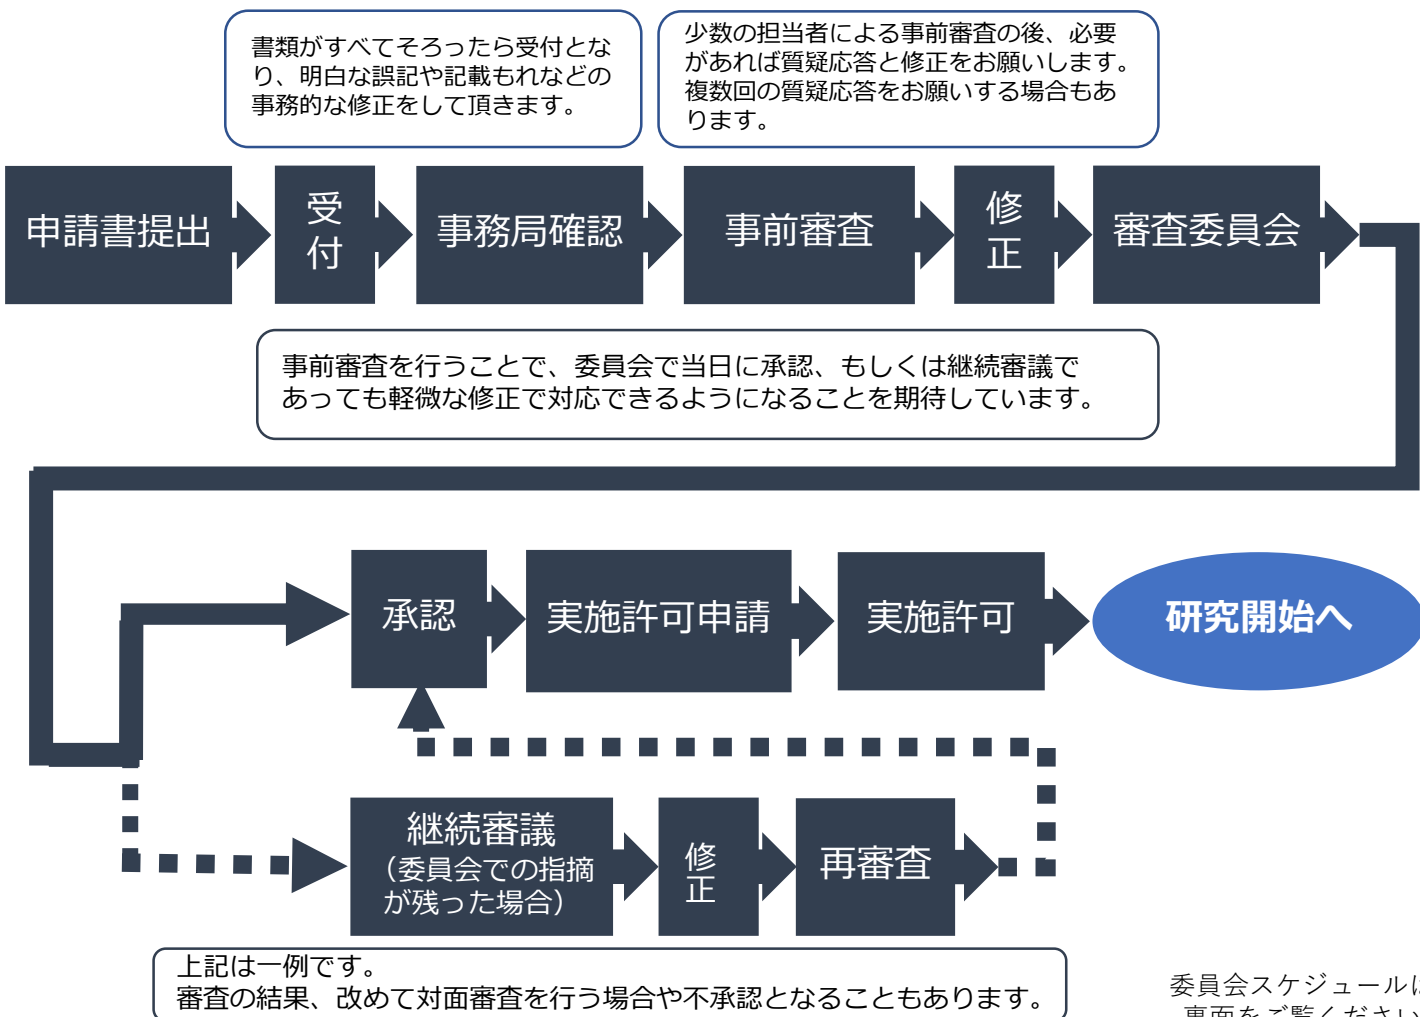 書類がすべてそろったら受付とな
り、明白な誤記や記載もれなどの
事務的な修正をして頂きます。
少数の担当者による事前審査の後、必要
があれば質疑応答と修正をお願いします。
複数回の質疑応答をお願いする場合もあ
ります。
申請書提出
受
付
事務局確認
事前審査
修
正
審査委員会
事前審査を行うことで、委員会で当日に承認、もしくは継続審議で
あっても軽微な修正で対応できるようになることを期待しています。
承認
実施許可申請
実施許可
研究開始へ
継続審議
（委員会での指摘
が残った場合）
修
正
再審査
上記は一例です。
審査の結果、改めて対面審査を行う場合や不承認となることもあります。
委員会スケジュールは
裏面をご覧ください